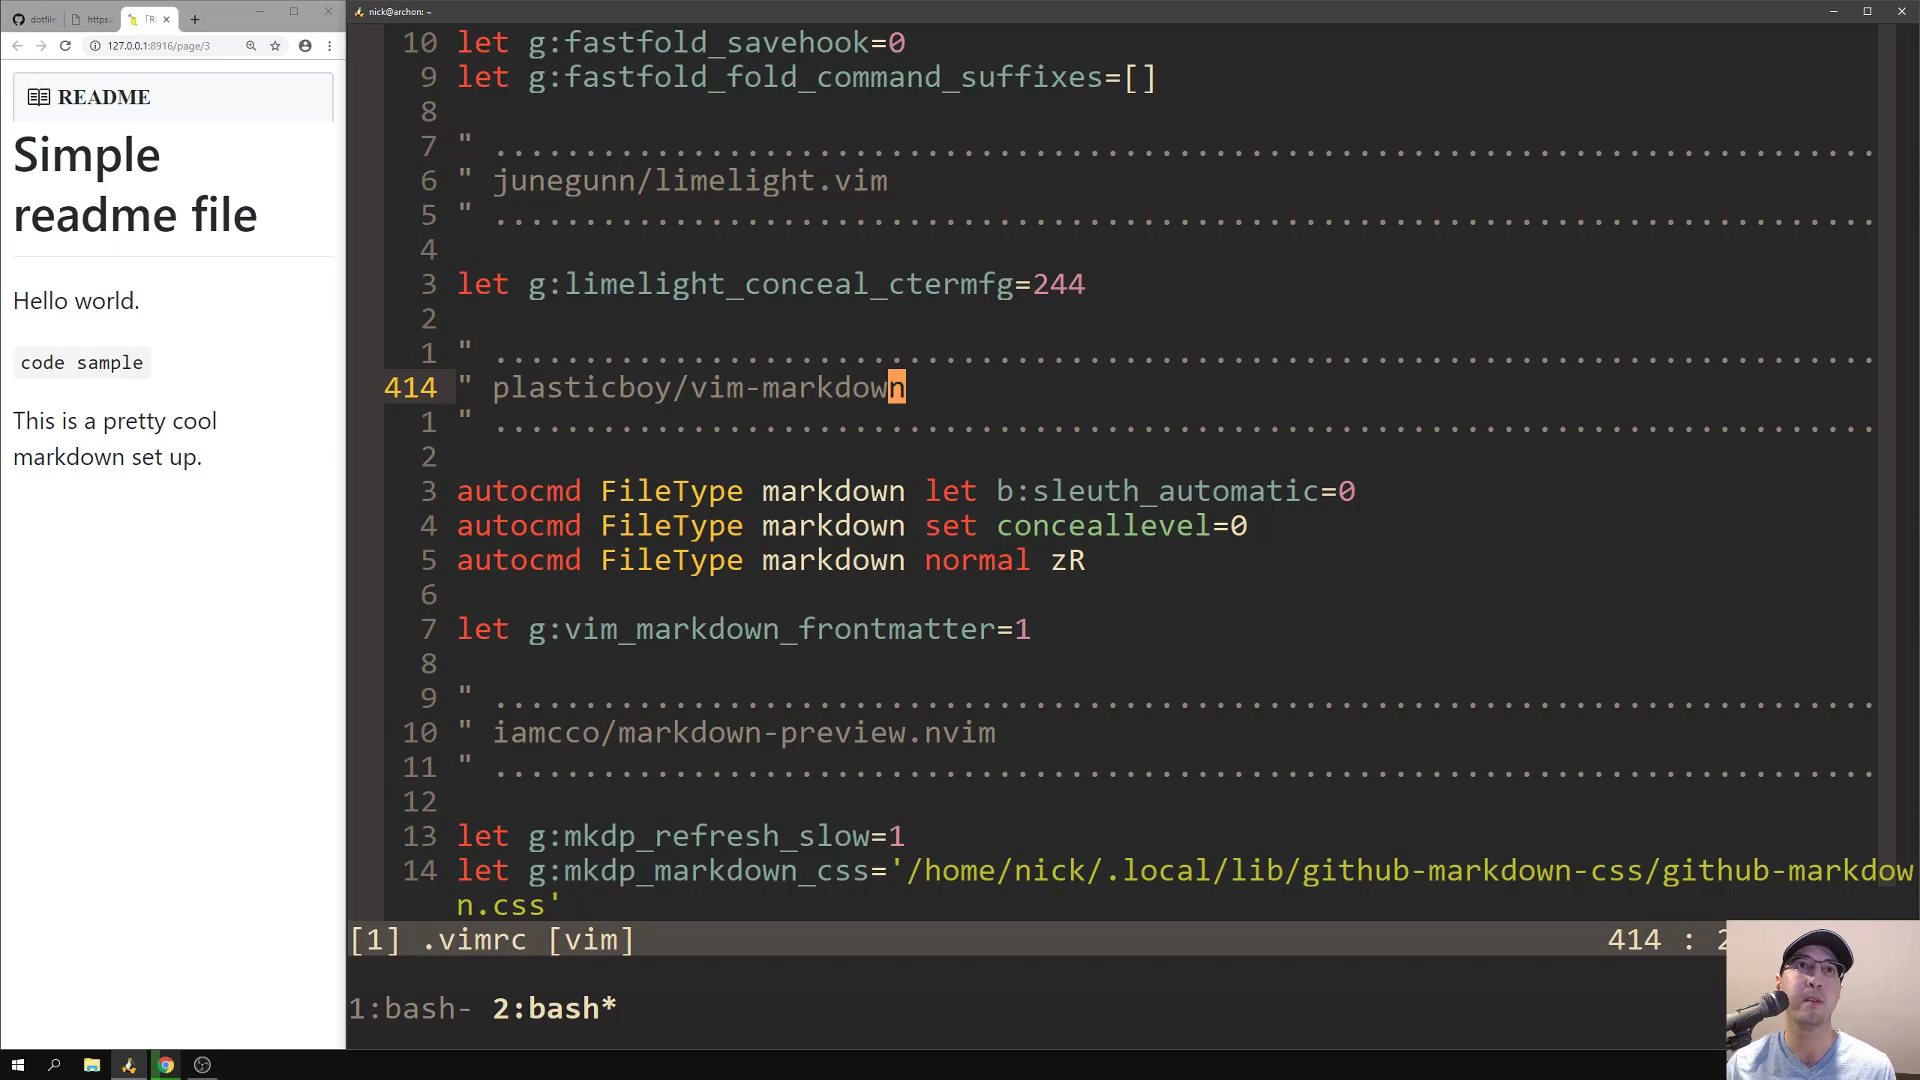 dotfile
https:/
127.0.0.1:8916/page/3
README
Simple
readme file
Hello world.
code sample
This is a pretty cool
markdown set up.
nick@archon: ~
10 let g:fastfold_savehook=0
9 let g:fastfold_fold_command_suffixes=[]
8
7 " .............................................................................
6 " junegunn/limelight.vim
5 " .............................................................................
4
3 let g:limelight_conceal_ctermfg=244
2
1 " .............................................................................
414 " plasticboy/vim-markdown
1 " .............................................................................
2
3 autocmd FileType markdown let b:sleuth_automatic=0
4 autocmd FileType markdown set conceallevel=0
5 autocmd FileType markdown normal zR
6
7 let g:vim_markdown_frontmatter=1
8
9 " .............................................................................
10 " iamcco/markdown-preview.nvim
11 " .............................................................................
12
13 let g:mkdp_refresh_slow=1
14 let g:mkdp_markdown_css='/home/nick/.local/lib/github-markdown-css/github-markdow
n.css'
[1] .vimrc [vim] 414 : 2
1:bash- 2:bash*